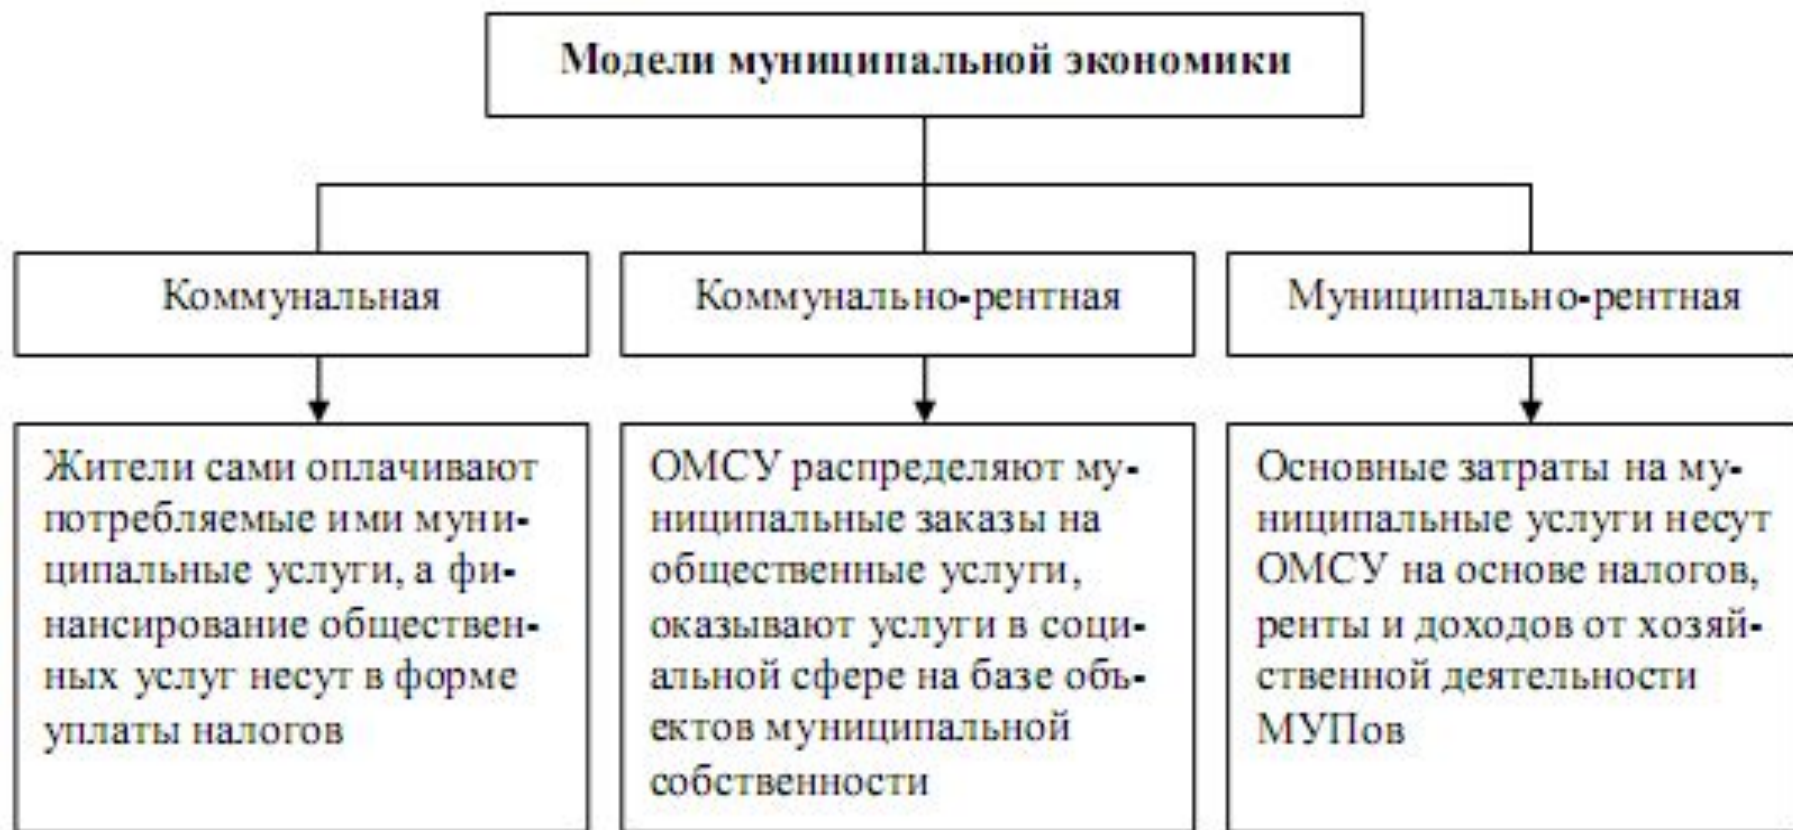 Модели муниципальной экономики
Коммунальная
Коммунально-рентная
Муниципально-рентная
Жители сами оплачивают
потребляемые ими муни-
ципальные услуги, а фи-
нансирование обществен-
ных услуг несут в форме
уплаты налогов
ОМСУ распределяют му-
ниципальные заказы на
общественные услуги,
оказывают услуги в соци-
альной сфере на базе объ-
ектов муниципальной
собственности
Основные затраты на му-
ниципальные услуги несут
ОМСУ на основе налогов,
ренты и доходов от хозяй-
ственной деятельности
МУПов